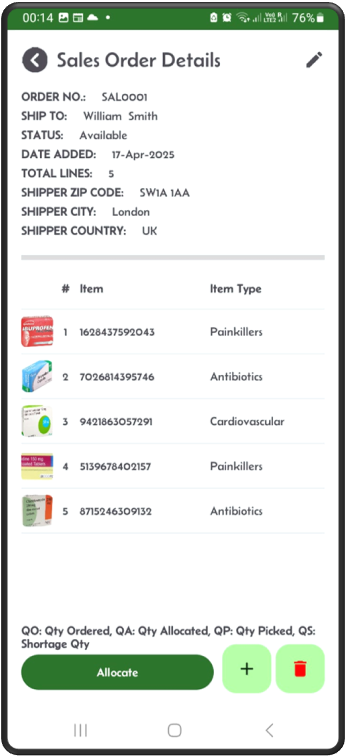 00:14 76%
Sales Order Details
ORDER NO.: SAL0001
SHIP TO: William Smith
STATUS: Available
DATE ADDED: 17-Apr-2025
TOTAL LINES: 5
SHIPPER ZIP CODE: SW1A 1AA
SHIPPER CITY: London
SHIPPER COUNTRY: UK
# Item Item Type
1 1628437592043 Painkillers
2 7026814395746 Antibiotics
3 9421863057291 Cardiovascular
4 5139678402157 Painkillers
5 8715246309132 Antibiotics
QO: Qty Ordered, QA: Qty Allocated, QP: Qty Picked, QS:
Shortage Qty
Allocate +